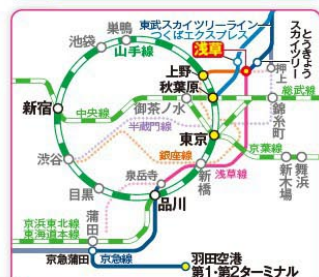 東武スカイツリーライン
つくばエクスプレス
とうきょう
スカイツリー
巣鴨
池袋
山手線
上野
浅草
押上
秋葉原
新宿
中央線
御茶ノ水
総武線
錦糸町
半蔵門線
東京
渋谷
銀座線
京葉線
泉岳寺
新橋
浅草線
新木場
舞浜
目黒
品川
京浜東北線
東海道本線
蒲田
京急蒲田
京急線
羽田空港
第1・第2ターミナル